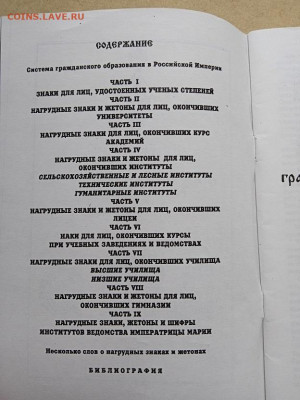 COINS.LAVE.RU
СОДЕРЖАНИЕ
Система гражданского образования в Российской Империи
ЧАСТЬ I
ЗНАКИ ДЛЯ ЛИЦ, УДОСТОЕННЫХ УЧЕНЫХ СТЕПЕНЕЙ
ЧАСТЬ II
НАГРУДНЫЕ ЗНАКИ И ЖЕТОНЫ ДЛЯ ЛИЦ, ОКОНЧИВШИХ
УНИВЕРСИТЕТЫ
ЧАСТЬ III
НАГРУДНЫЕ ЗНАКИ ДЛЯ ЛИЦ, ОКОНЧИВШИХ КУРС
АКАДЕМИЙ
ЧАСТЬ IV
НАГРУДНЫЕ ЗНАКИ И ЖЕТОНЫ ДЛЯ ЛИЦ,
ОКОНЧИВШИХ ИНСТИТУТЫ
СЕЛЬСКОХОЗЯЙСТВЕННЫЕ И ЛЕСНЫЕ ИНСТИТУТЫ
ТЕХНИЧЕСКИЕ ИНСТИТУТЫ
ГУМАНИТАРНЫЕ ИНСТИТУТЫ
ЧАСТЬ V
НАГРУДНЫЕ ЗНАКИ И ЖЕТОНЫ ДЛЯ ЛИЦ, ОКОНЧИВШИХ
ЛИЦЕИ
ЧАСТЬ VI
НАКИ ДЛЯ ЛИЦ, ОКОНЧИВШИХ КУРСЫ
ПРИ УЧЕБНЫХ ЗАВЕДЕНИЯХ И ВЕДОМСТВАХ
ЧАСТЬ VII
НАГРУДНЫЕ ЗНАКИ ДЛЯ ЛИЦ, ОКОНЧИВШИХ УЧИЛИЩА
ВЫСШИЕ УЧИЛИЩА
НИЗШИЕ УЧИЛИЩА
ЧАСТЬ VIII
НАГРУДНЫЕ ЗНАКИ И ЖЕТОНЫ ДЛЯ ЛИЦ,
ОКОНЧИВШИХ ГИМНАЗИИ
ЧАСТЬ IX
НАГРУДНЫЕ ЗНАКИ, ЖЕТОНЫ И ШИФРЫ
ИНСТИТУТОВ ВЕДОМСТВА ИМПЕРАТРИЦЫ МАРИИ
Несколько слов о нагрудных знаках и жетонах
БИБЛИОГРАФИЯ
гра